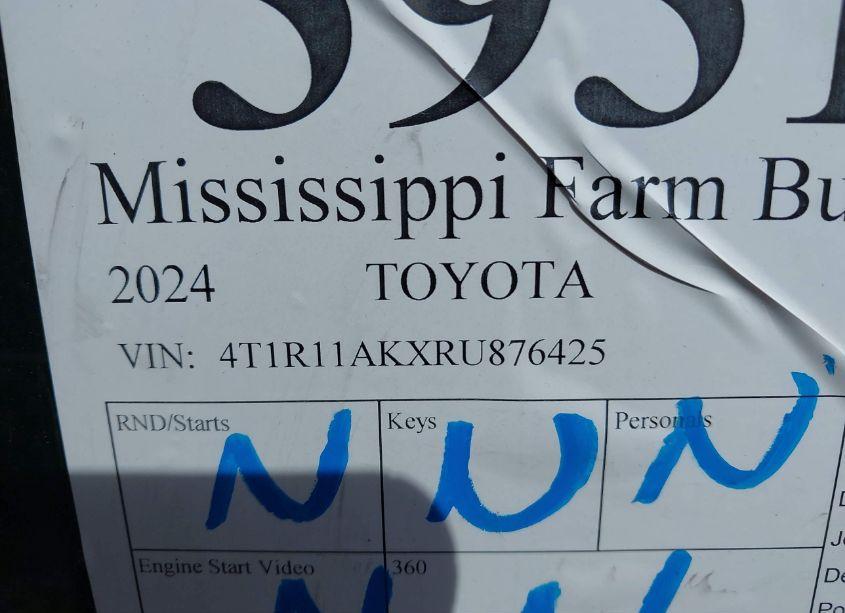 Mississippi Farm Bu
2024 TOYOTA
VIN: 4T1R11AKXRU876425
RND/Starts Keys Personals
N N N
Engine Start Video 360